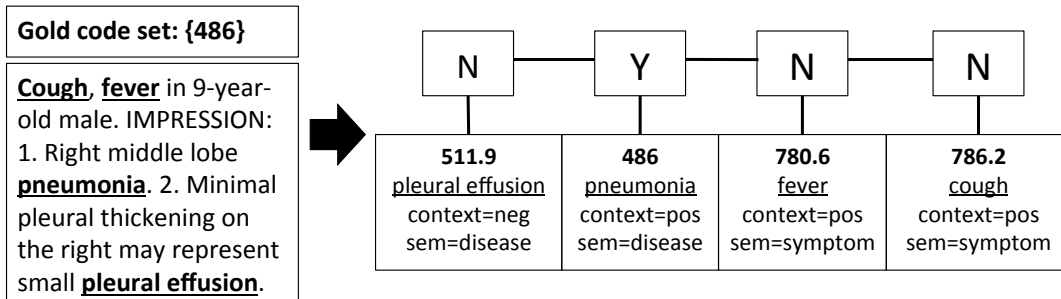 Gold code set: {486}
Cough, fever in 9-year-
old male. IMPRESSION:
1. Right middle lobe
pneumonia. 2. Minimal
pleural thickening on
the right may represent
small pleural effusion.
N Y N N
511.9 486 780.6 786.2
pleural effusion pneumonia fever cough
context=neg context=pos context=pos context=pos
sem=disease sem=disease sem=symptom sem=symptom